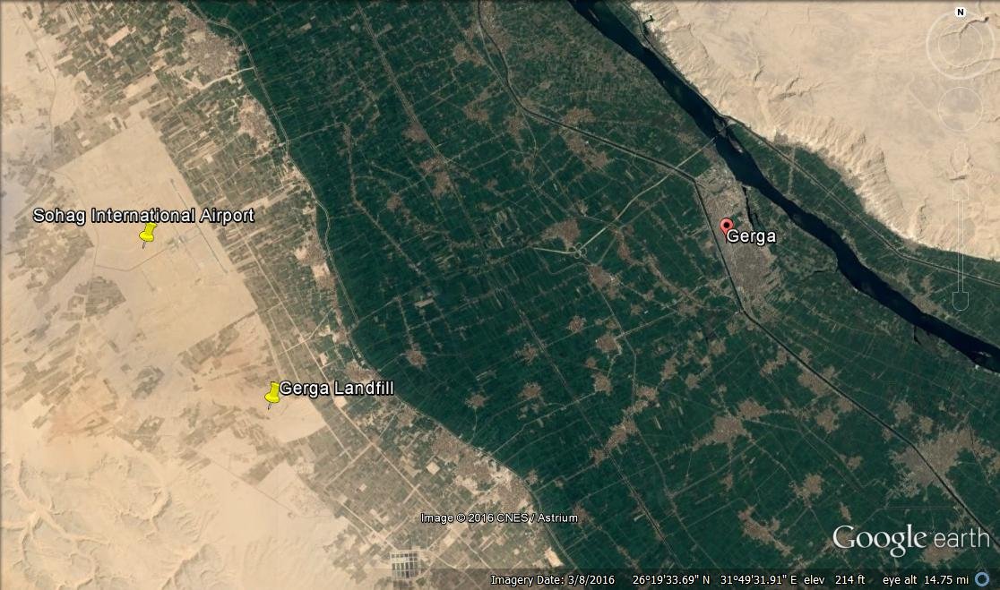 N
Sohag International Airport
Gerga
Gerga Landfill
Image © 2016 CNES / Astrium
Google earth
Imagery Date: 3/8/2016 26°19'33.69" N 31°49'31.91" E elev 214 ft eye alt 14.75 mi